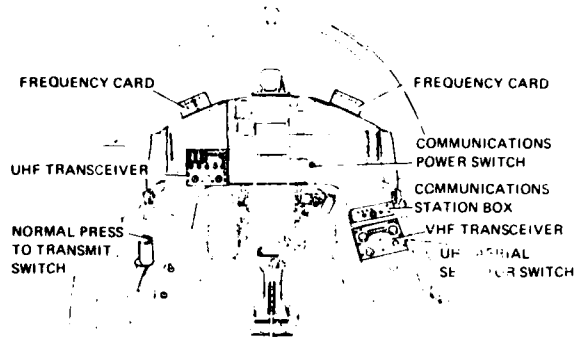 FREQUENCY CARD
FREQUENCY CARD
COMMUNICATIONS
POWER SWITCH
UHF TRANSCEIVER
COMMUNICATIONS
STATION BOX
NORMAL PRESS
TO TRANSMIT
SWITCH
VHF TRANSCEIVER
SWITCH